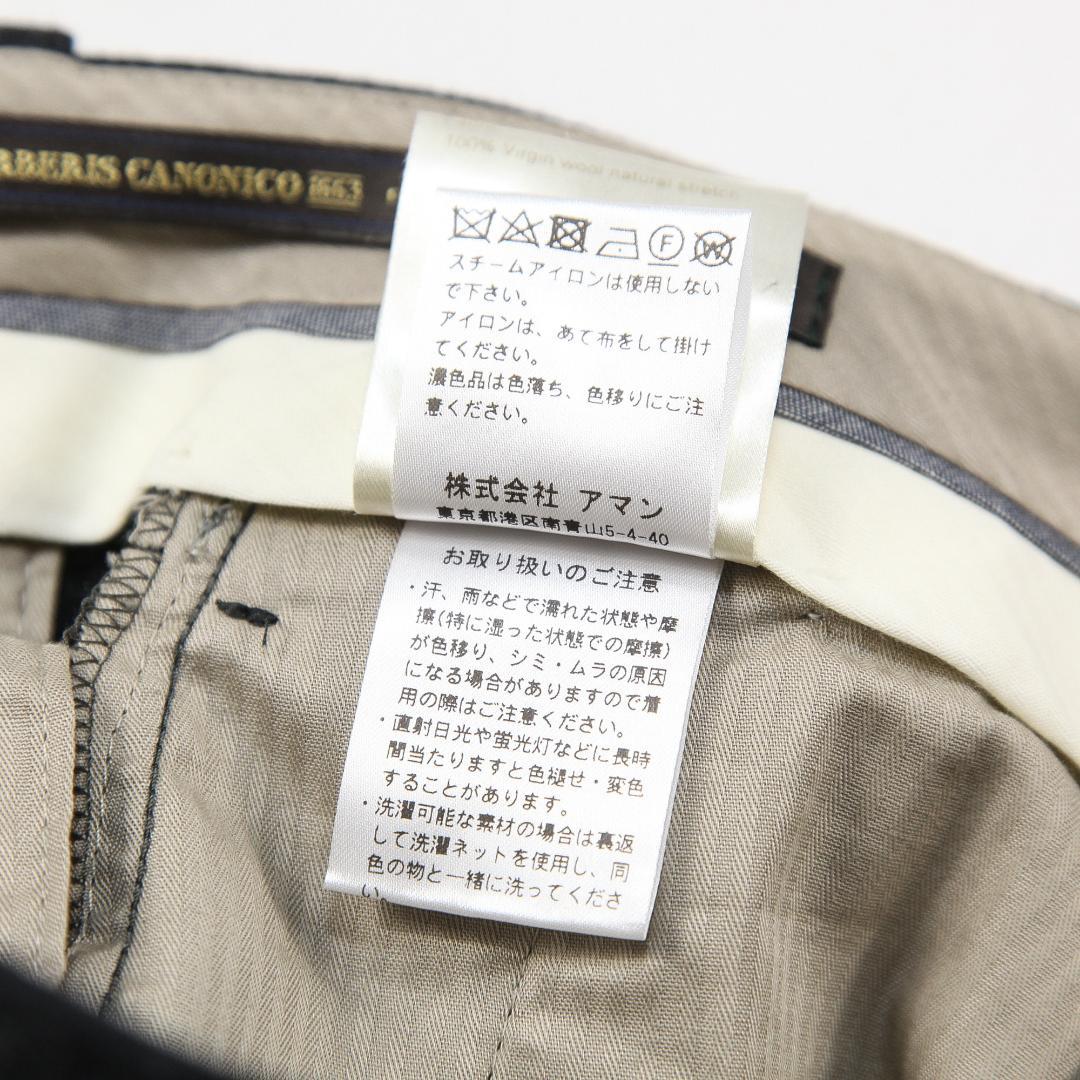 RBERIS CANONICO 1663
100% Virgin wool natural stretch
F W
スチームアイロンは使用しない
で下さい。
アイロンは、あて布をして掛け
てください。
濃色品は色落ち、色移りにご注
意ください。
株式会社 アマン
東京都港区南青山5-4-40
お取り扱いのご注意
・汗、雨などで濡れた状態や摩
擦(特に湿った状態での摩擦)
が色移り、シミ・ムラの原因
になる場合がありますので着
用の際はご注意ください。
・直射日光や蛍光灯などに長時
間当たりますと色褪せ・変色
することがあります。
・洗濯可能な素材の場合は裏返
して洗濯ネットを使用し、同
色の物と一緒に洗ってくださ
い。